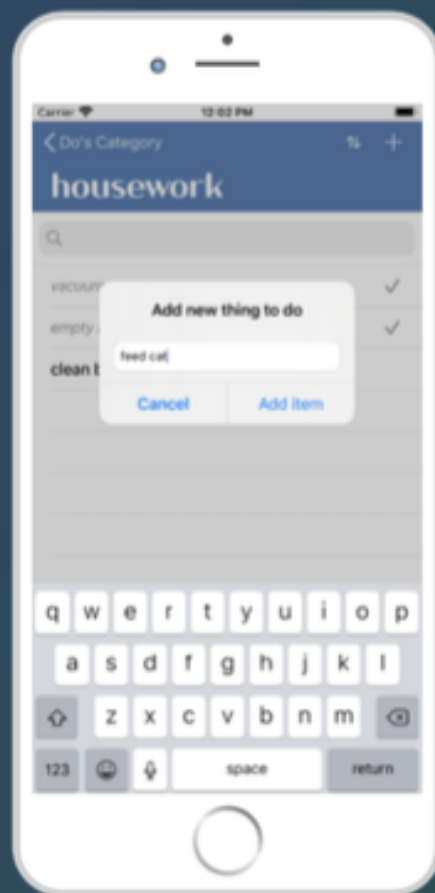 Carrier 12:02 PM
Do's Category
housework
vacuum
empty
clean b
Add new thing to do
feed cat
Cancel Add item
q w e r t y u i o p
a s d f g h j k l
z x c v b n m
123 space return